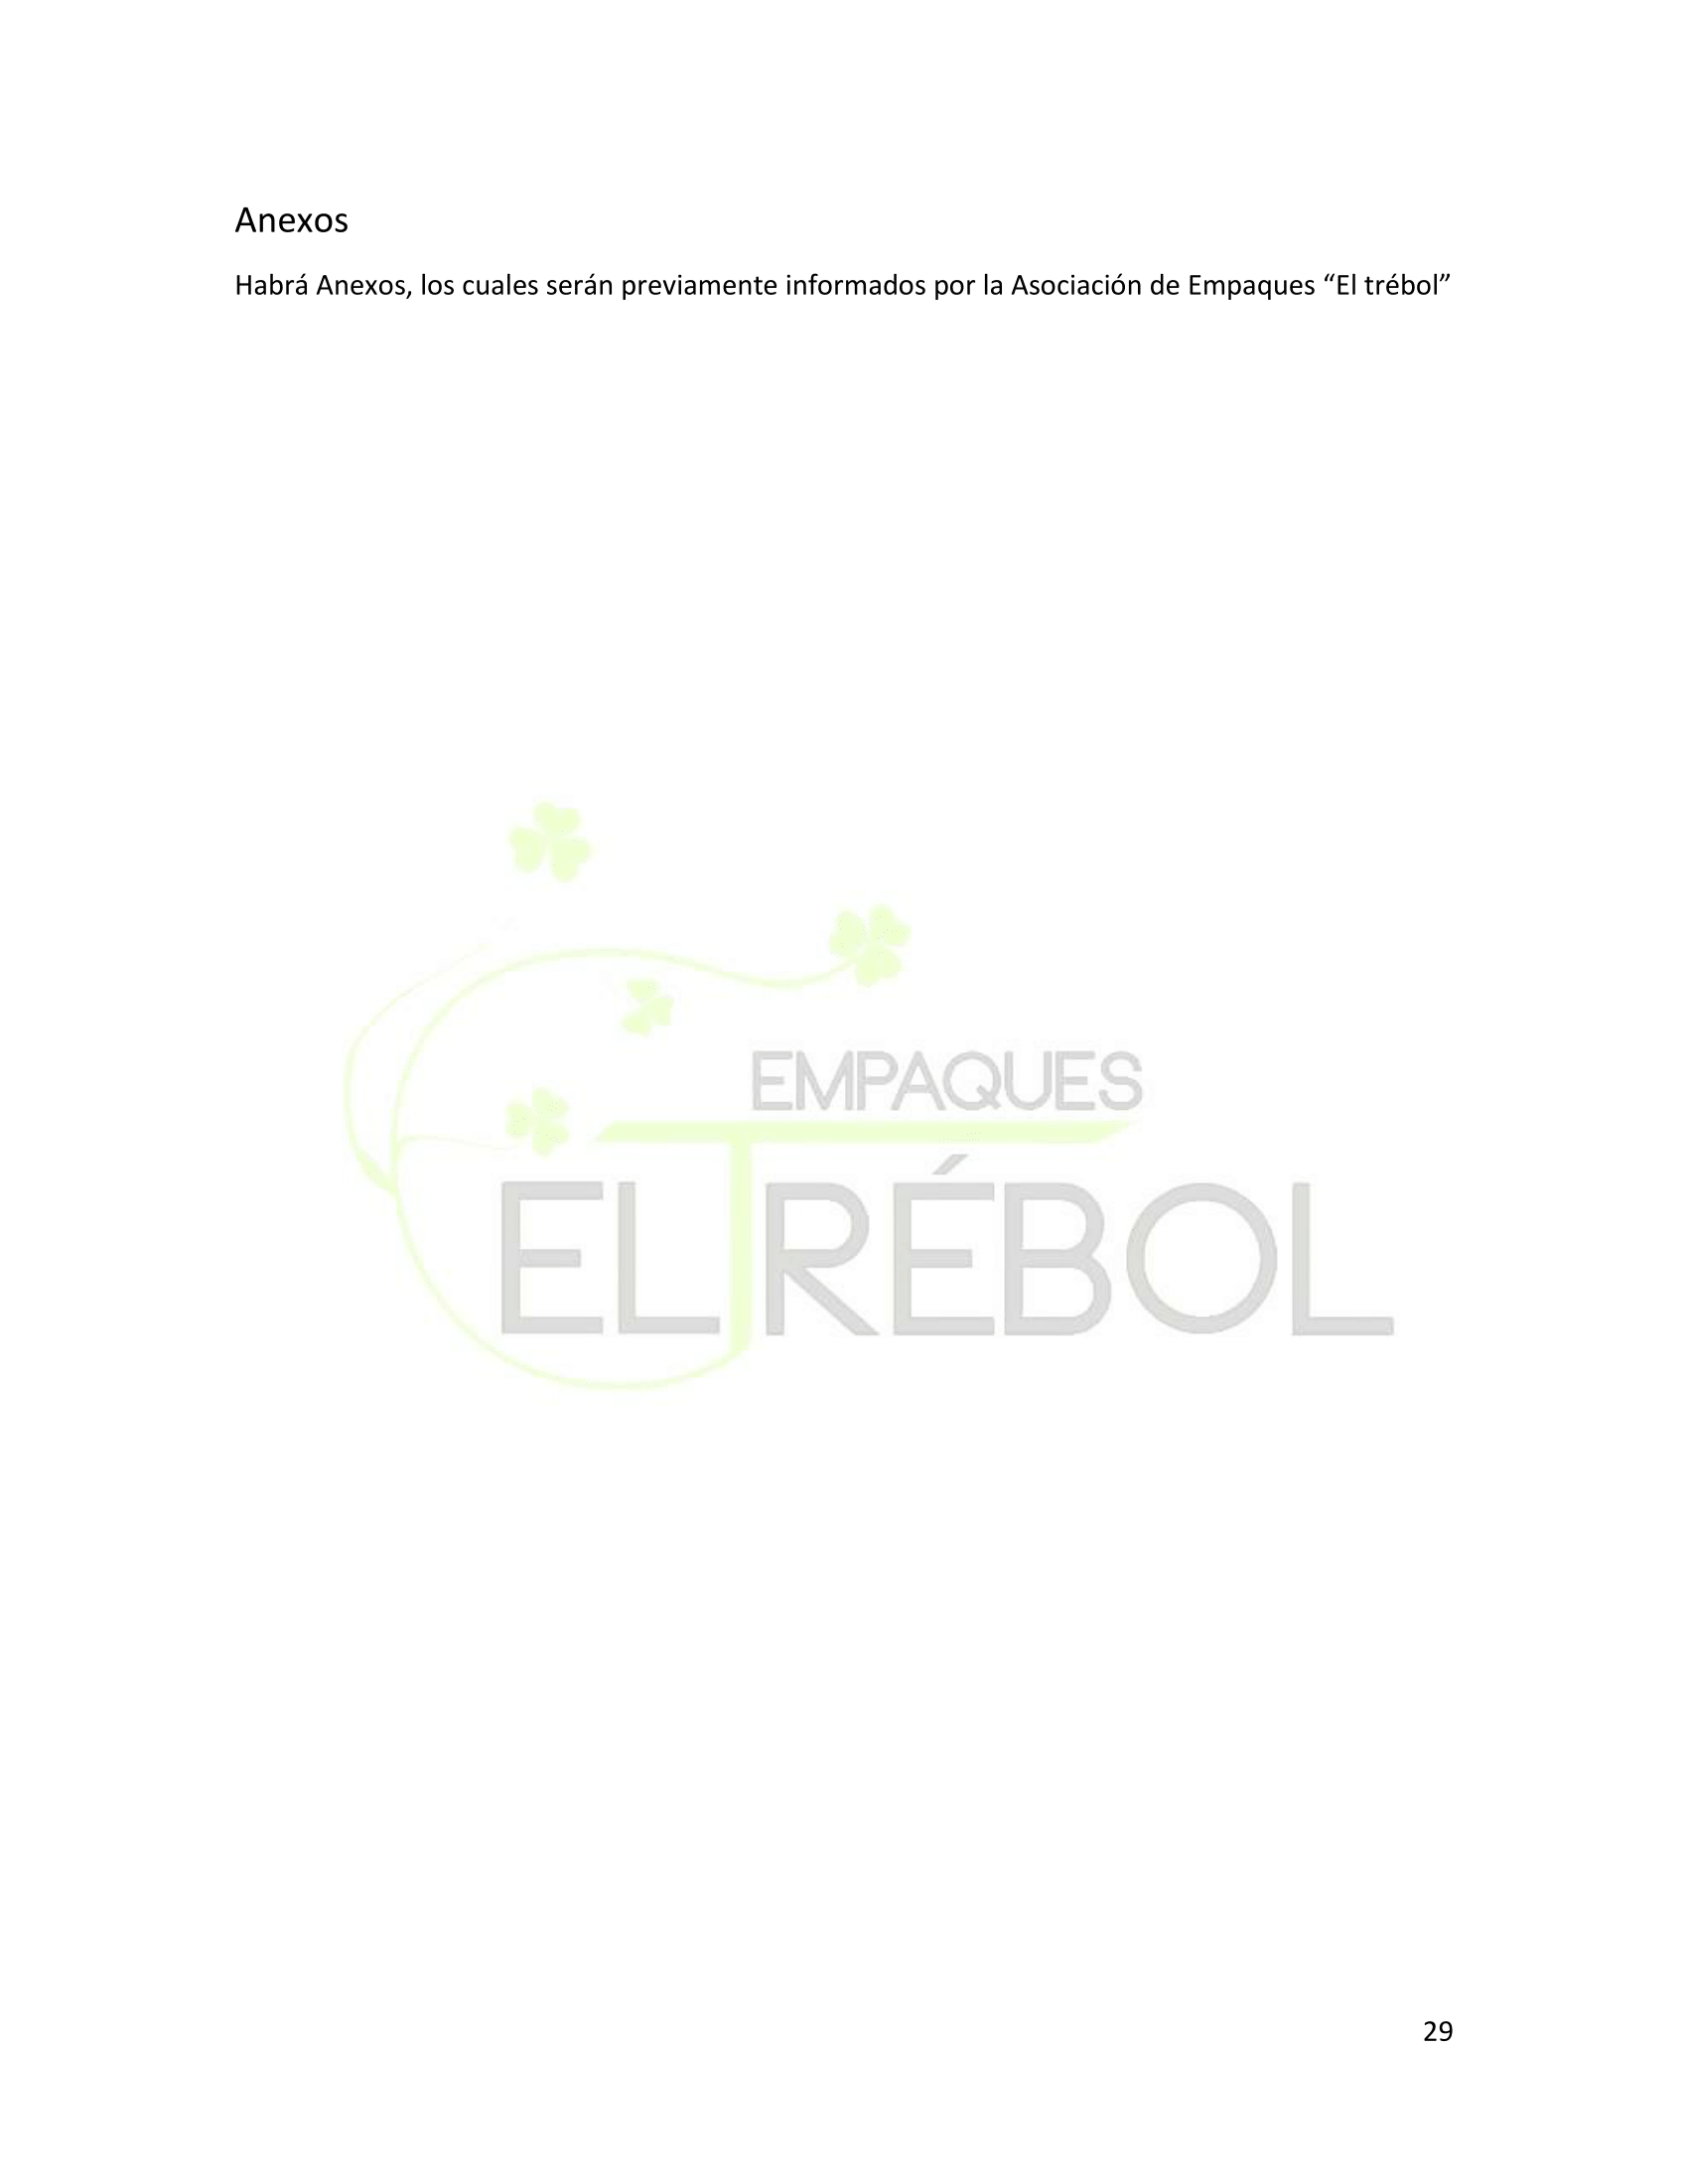 Anexos
Habrá Anexos, los cuales serán previamente informados por la Asociación de Empaques “El trébol”
EMPAQUES
EL TRÉBOL
29